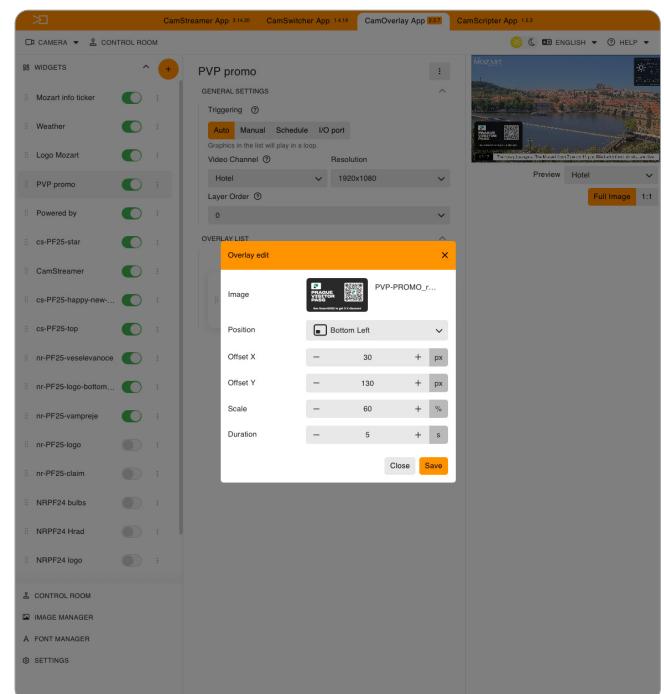 CamStreamer App 3.14.20 CamSwitcher App 1.4.19 CamOverlay App CamScripter App
CAMERA CONTROL ROOM ENGLISH HELP
WIDGETS
Mozart info ticker
Weather
Logo Mozart
PVP promo
Powered by
cs-PF25-star
CamStreamer
cs-PF25-happy-new-...
cs-PF25-top
nr-PF25-veselevanoce
nr-PF25-logo-bottom...
nr-PF25-vampreje
nr-PF25-logo
nr-PF25-claim
NRPF24 bulbs
NRPF24 Hrad
NRPF24 logo
CONTROL ROOM
IMAGE MANAGER
FONT MANAGER
SETTINGS
PVP promo
GENERAL SETTINGS
Triggering
Auto Manual Schedule I/O port
Graphics in the list will play in a loop.
Video Channel Resolution
Hotel 1920x1080
Layer Order
0
OVERLAY LIST
Overlay edit
Image PVP-PROMO_r...
PRAGUE
VISITOR
PASS
Position Bottom Left
Offset X 30 px
Offset Y 130 px
Scale 60 %
Duration 5 s
Close Save
MOZART
Preview Hotel
Full Image 1:1